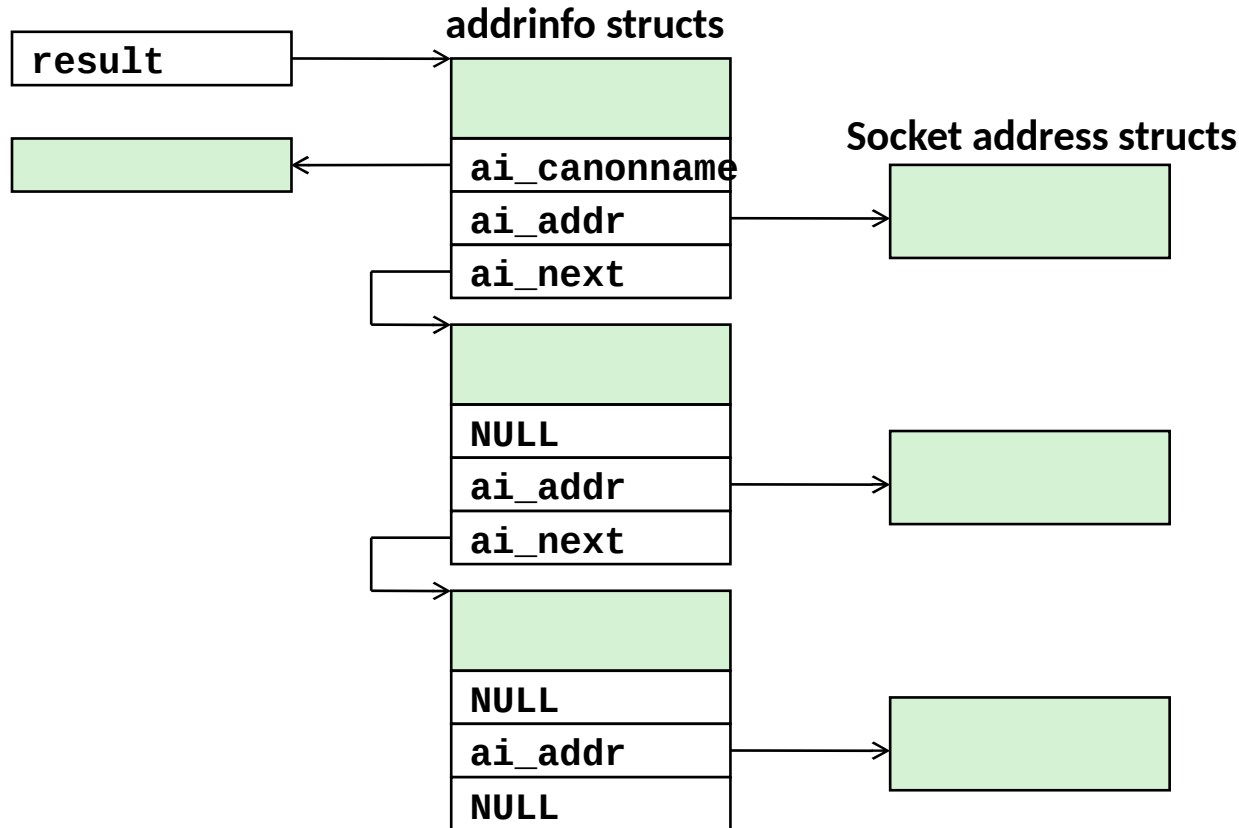 addrinfo structs
result
Socket address structs
ai_canonname
ai_addr
ai_next
NULL
ai_addr
ai_next
NULL
ai_addr
NULL